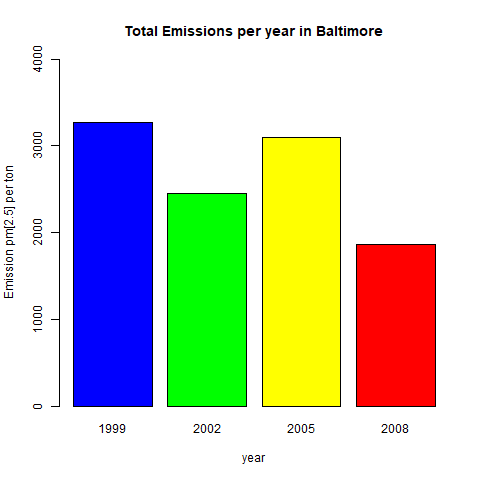 Total Emissions per year in Baltimore
Emission pm[2.5] per ton
4000
3000
2000
1000
0
1999 2002 2005 2008
year